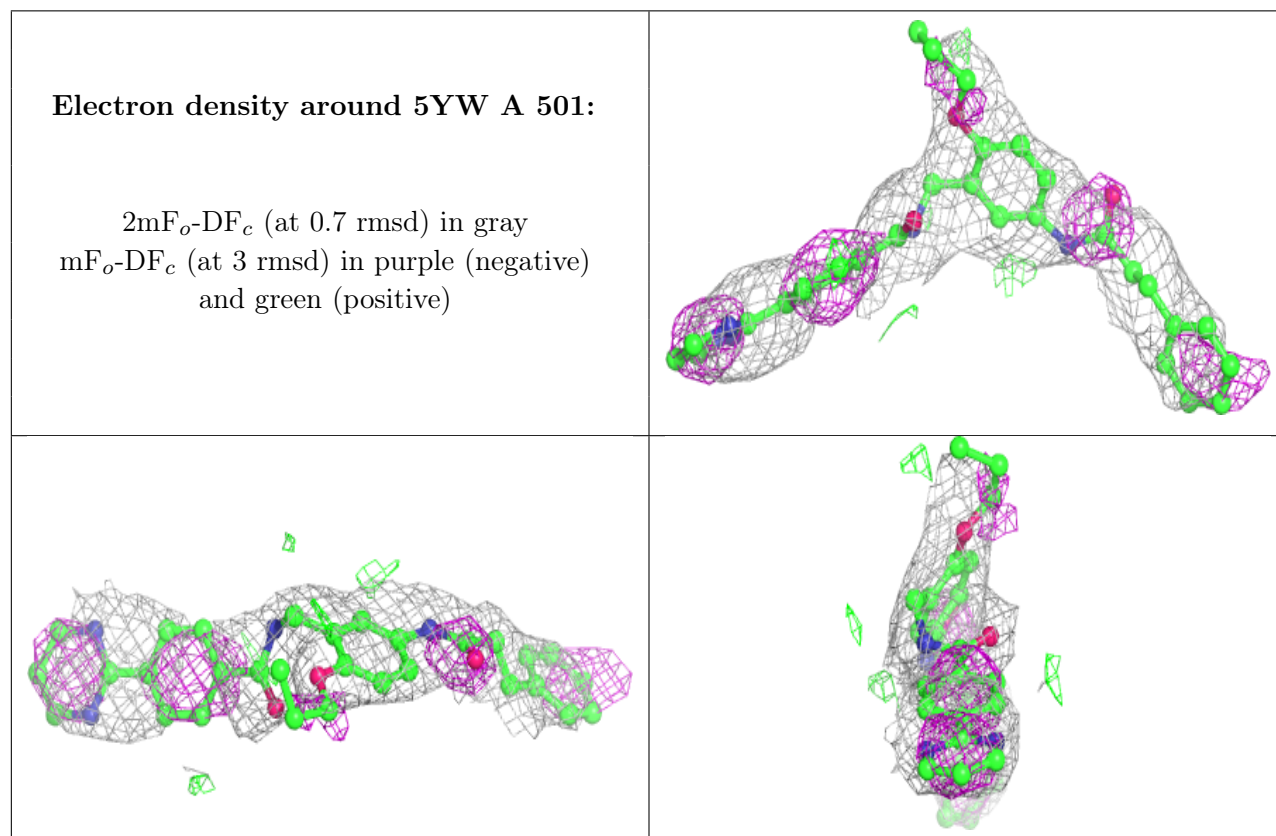 Electron density around 5YW A 501:
2mFo-DFc (at 0.7 rmsd) in gray
mFo-DFc (at 3 rmsd) in purple (negative)
and green (positive)